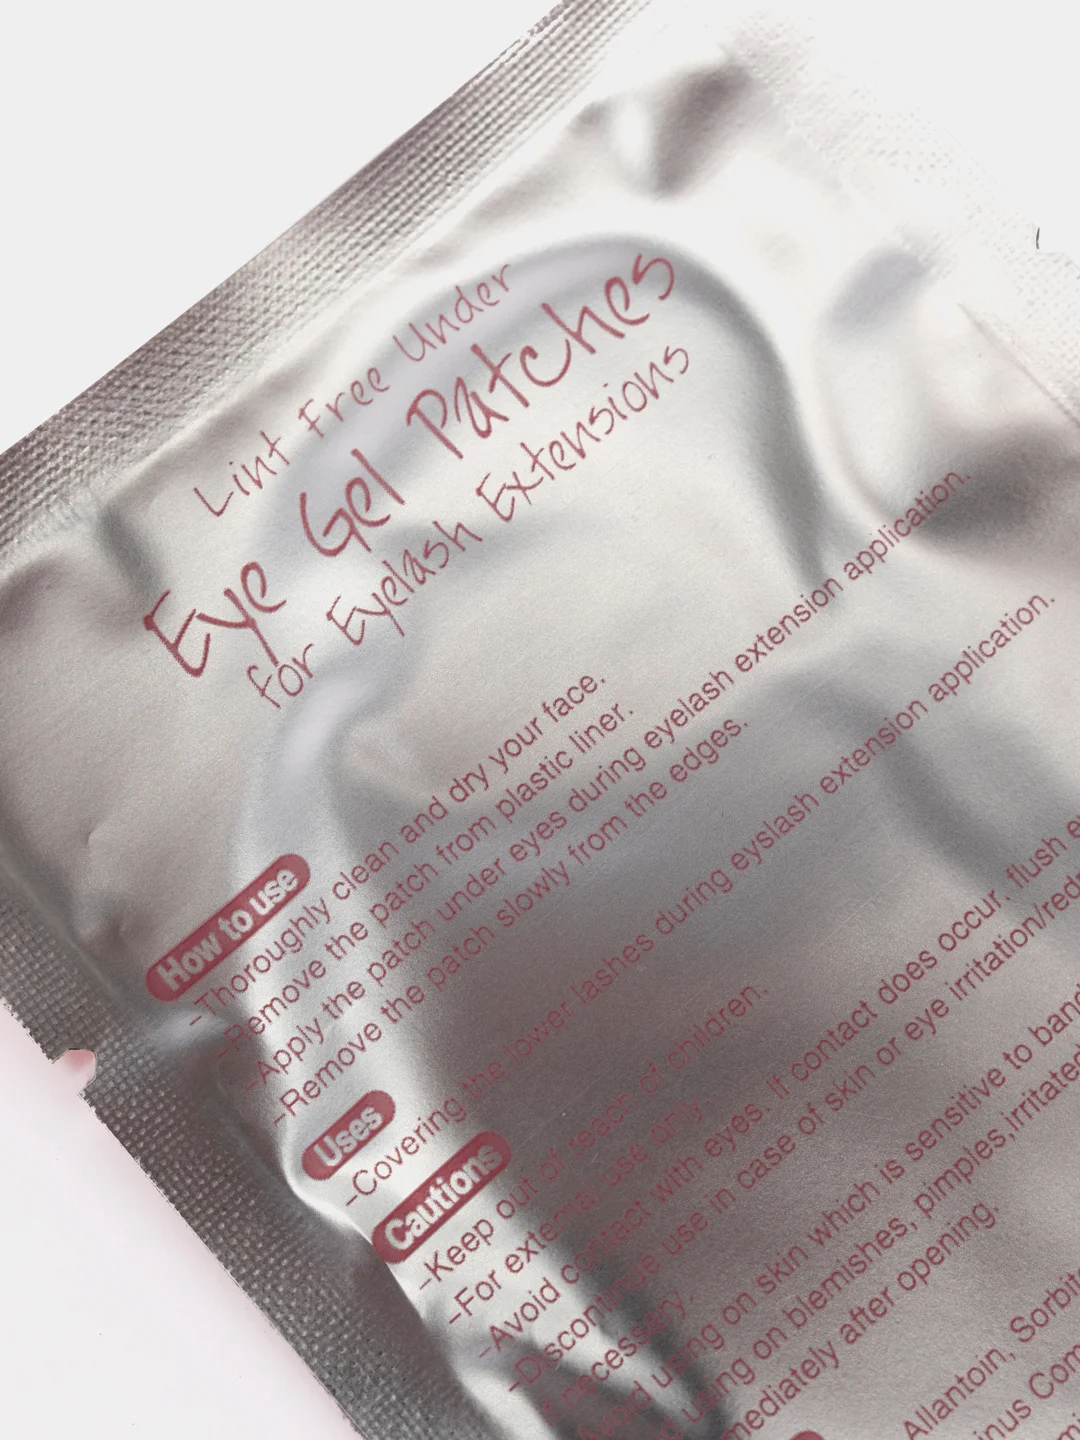 Lint Free Under
Eye Gel Patches
for Eyelash Extensions
How to use
-Thoroughly clean and dry your face.
-Remove the patch from plastic liner.
-Apply the patch under eyes during eyelash extension application.
-Remove the patch slowly from the edges.
Uses
-Covering the lower lashes during eyslash extension application.
Cautions
-Keep out of reach of children.
-For external use only.
-Avoid contact with eyes. If contact does occur. flush
-Discontinue use in case of skin or eye irritation/
if necessary.
Avoid using on skin which is sensitive to
using on blemishes, pimples,irritated
after opening.
Allantoin,